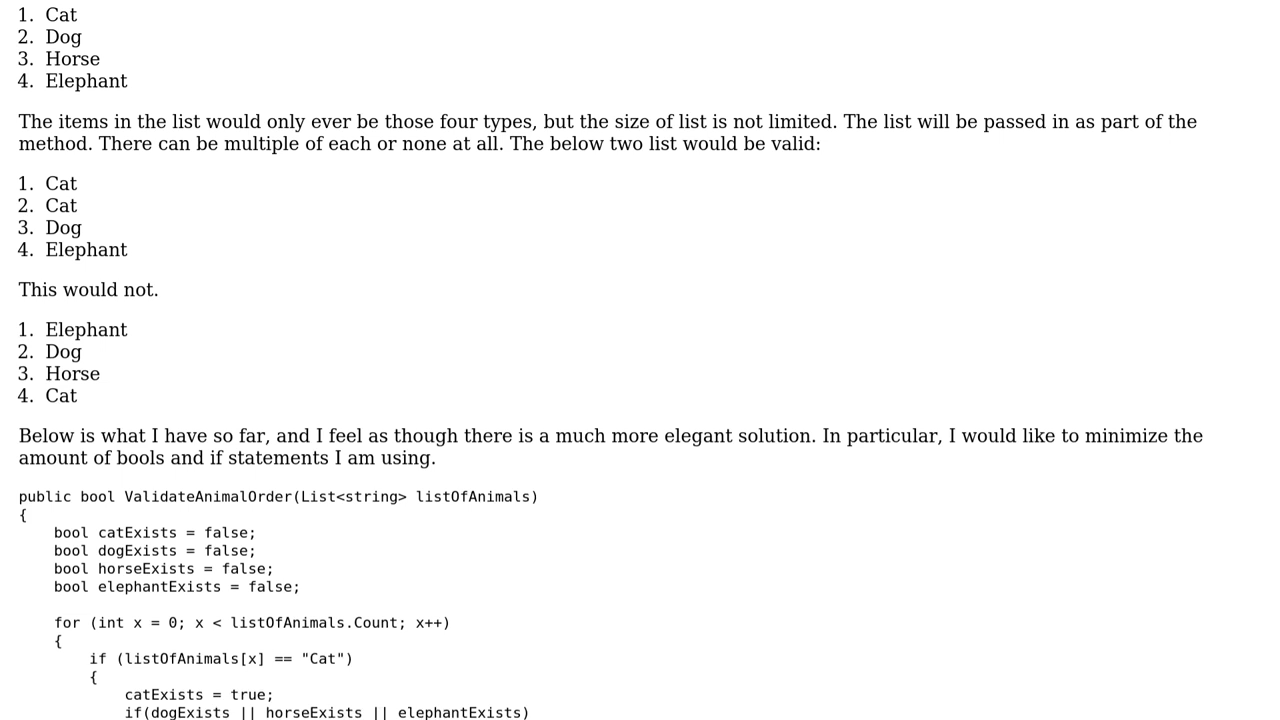 1. Cat
2. Dog
3. Horse
4. Elephant
The items in the list would only ever be those four types, but the size of list is not limited. The list will be passed in as part of the
method. There can be multiple of each or none at all. The below two list would be valid:
1. Cat
2. Cat
3. Dog
4. Elephant
This would not.
1. Elephant
2. Dog
3. Horse
4. Cat
Below is what I have so far, and I feel as though there is a much more elegant solution. In particular, I would like to minimize the
amount of bools and if statements I am using.
public bool ValidateAnimalOrder(List<string> listOfAnimals)
{
    bool catExists = false;
    bool dogExists = false;
    bool horseExists = false;
    bool elephantExists = false;
    for (int x = 0; x < listOfAnimals.Count; x++)
    {
        if (listOfAnimals[x] == "Cat")
        {
            catExists = true;
            if(dogExists || horseExists || elephantExists)